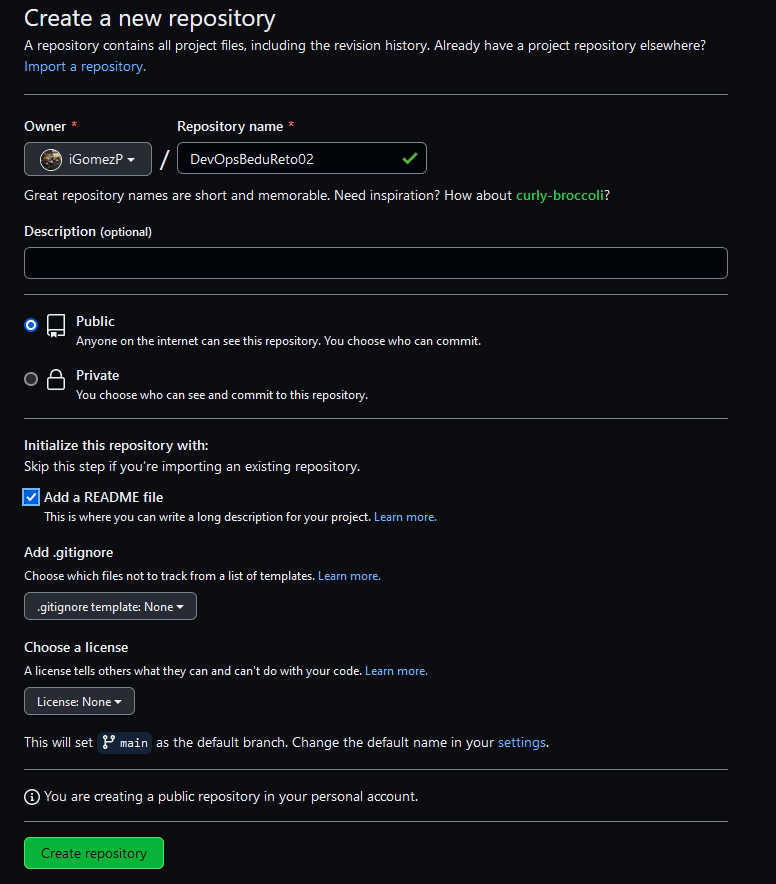 Create a new repository
A repository contains all project files, including the revision history. Already have a project repository elsewhere?
Import a repository.
Owner * Repository name *
iGomezP / DevOpsBeduReto02
Great repository names are short and memorable. Need inspiration? How about curly-broccoli?
Description (optional)
Public
Anyone on the internet can see this repository. You choose who can commit.
Private
You choose who can see and commit to this repository.
Initialize this repository with:
Skip this step if you're importing an existing repository.
Add a README file
This is where you can write a long description for your project. Learn more.
Add .gitignore
Choose which files not to track from a list of templates. Learn more.
.gitignore template: None
Choose a license
A license tells others what they can and can't do with your code. Learn more.
License: None
This will set main as the default branch. Change the default name in your settings.
You are creating a public repository in your personal account.
Create repository